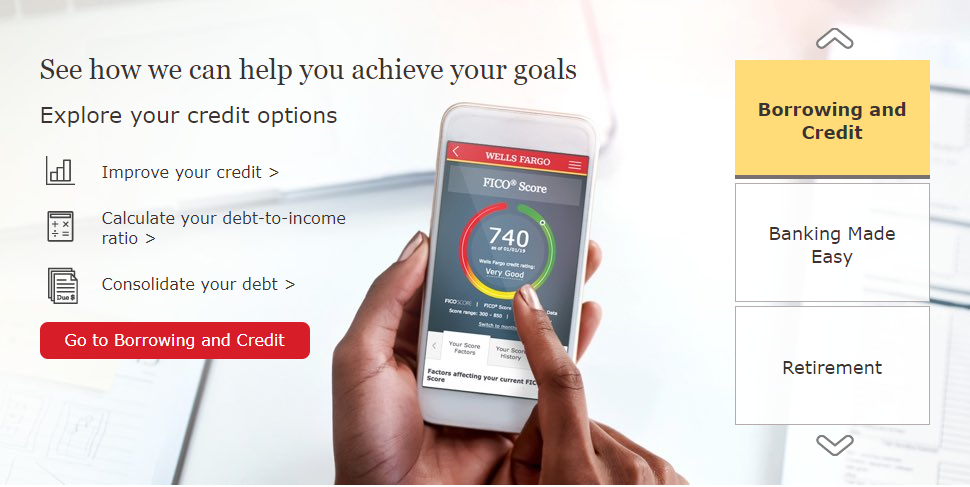 See how we can help you achieve your goals
Explore your credit options
Improve your credit >
Calculate your debt-to-income
ratio >
Consolidate your debt >
Due $
Go to Borrowing and Credit
WELLS FARGO
FICO® Score
740
as of 01/01/19
Wells Fargo credit rating:
Very Good
FICO SCORE | FICO® Score Data
Score range: 300 – 850 |
Switch to month
Your Score
Factors
Your Score
History
Factors affecting your current FICO
Score
Borrowing and
Credit
Banking Made
Easy
Retirement